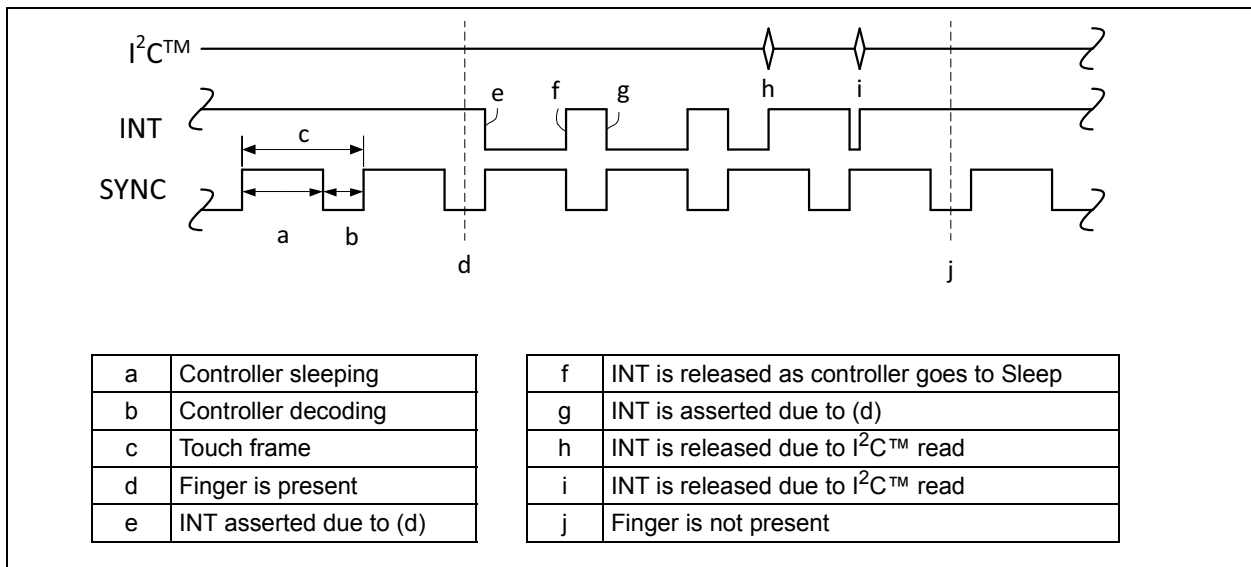 I²C™
h
i
e
f
g
INT
c
SYNC
a
b
d
j
a Controller sleeping
b Controller decoding
c Touch frame
d Finger is present
e INT asserted due to (d)
f INT is released as controller goes to Sleep
g INT is asserted due to (d)
h INT is released due to I²C™ read
i INT is released due to I²C™ read
j Finger is not present